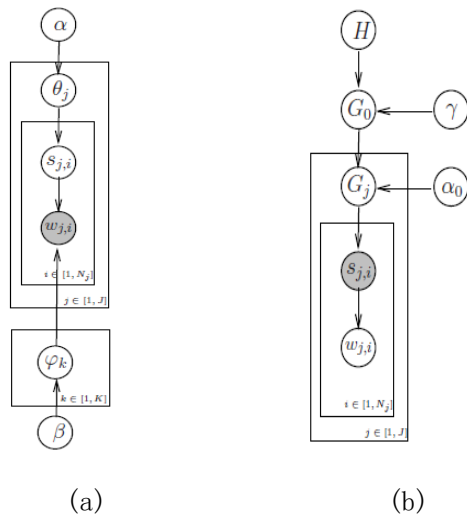 α
θ_j
s_{j,i}
w_{j,i}
i ∈ [1, N_j]
j ∈ [1, J]
φ_k
k ∈ [1, K]
β
(a)
H
G_0
γ
G_j
α_0
s_{j,i}
w_{j,i}
i ∈ [1, N_j]
j ∈ [1, J]
(b)